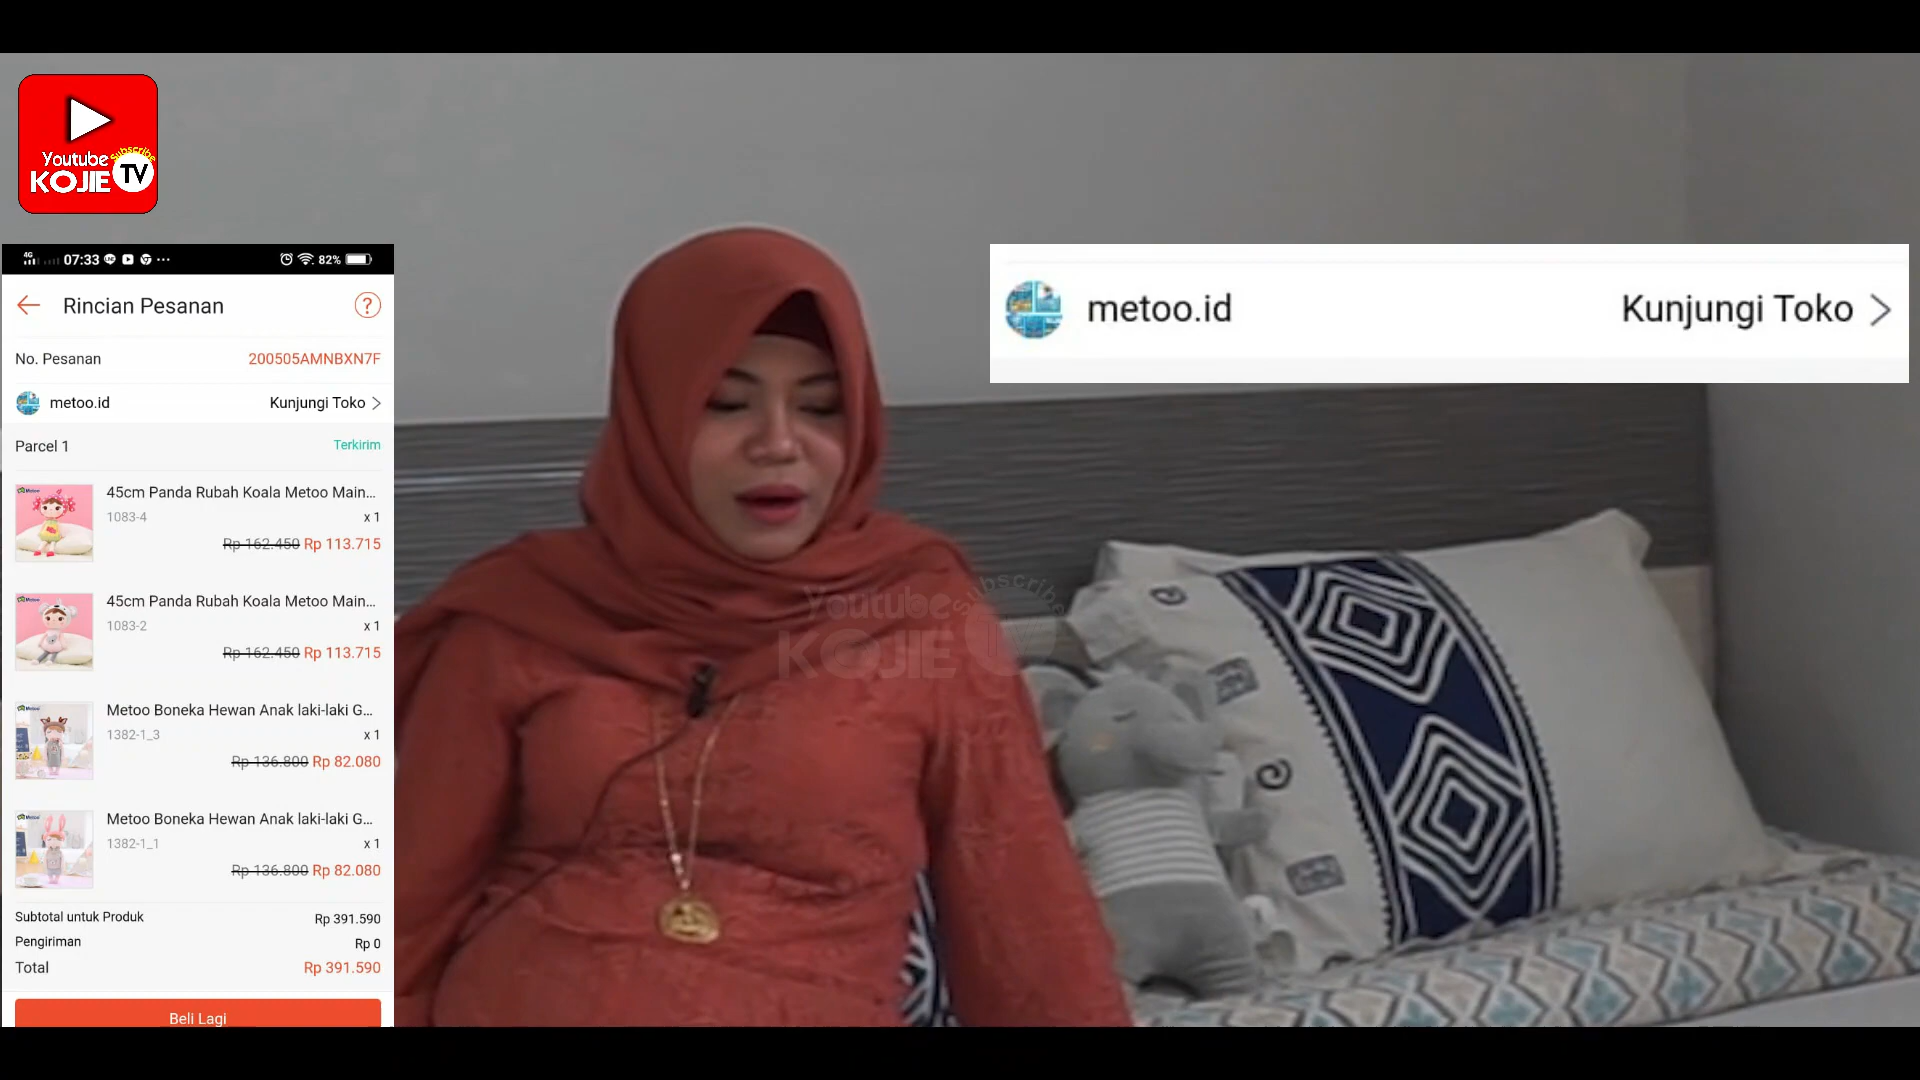 Youtube Subscribe
KOJIE TV
4G 07:33 82%
Rincian Pesanan ?
No. Pesanan 200505AMNBXN7F
metoo.id Kunjungi Toko
Parcel 1 Terkirim
45cm Panda Rubah Koala Metoo Main...
1083-4 x 1
Rp 162.450 Rp 113.715
45cm Panda Rubah Koala Metoo Main...
1083-2 x 1
Rp 162.450 Rp 113.715
Metoo Boneka Hewan Anak laki-laki G...
1382-1_3 x 1
Rp 136.800 Rp 82.080
Metoo Boneka Hewan Anak laki-laki G...
1382-1_1 x 1
Rp 136.800 Rp 82.080
Subtotal untuk Produk Rp 391.590
Pengiriman Rp 0
Total Rp 391.590
Beli Lagi
metoo.id Kunjungi Toko
Youtube Subscribe
KOJIE TV